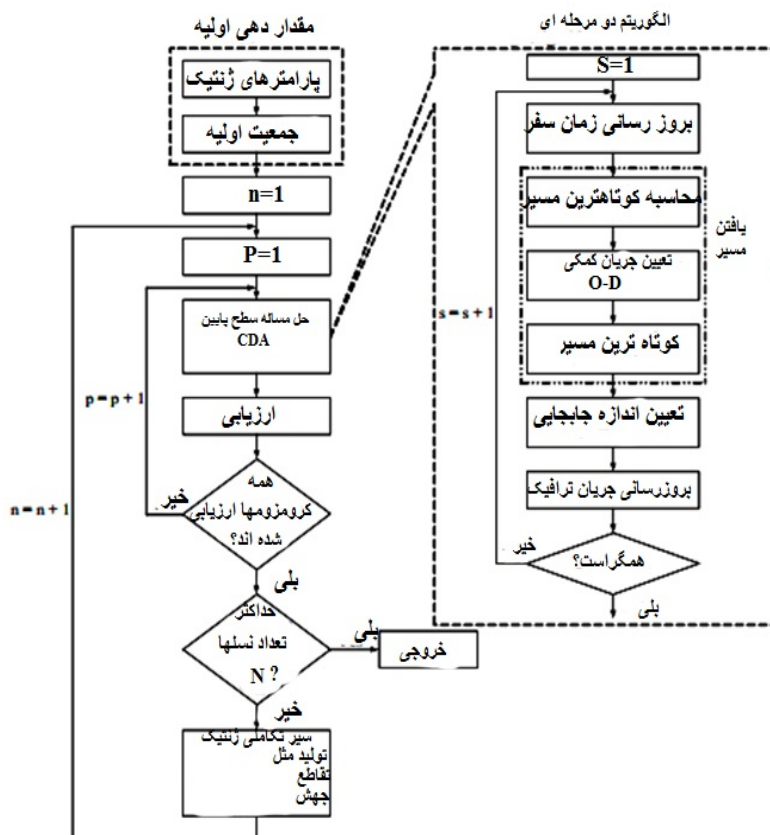 مقدار دهی اولیه
پارامترهای ژنتیک
جمعیت اولیه
n=1
P=1
حل مساله سطح پایین
CDA
ارزیابی
همه
کرومزومها ارزیابی
شده اند؟
خیر
p = p + 1
بلی
حداکثر
تعداد نسلها
N ?
بلی
خروجی
خیر
سیر تکاملی ژنتیک
تولید مثل
تقاطع
جهش
n = n + 1
الگوریتم دو مرحله ای
S=1
بروز رسانی زمان سفر
محاسبه کوتاهترین مسیر
تعیین جریان کمکی
O-D
کوتاه ترین مسیر
یافتن
مسیر
تعیین اندازه جابجایی
بروزرسانی جریان ترافیک
همگراست؟
خیر
s = s + 1
بلی